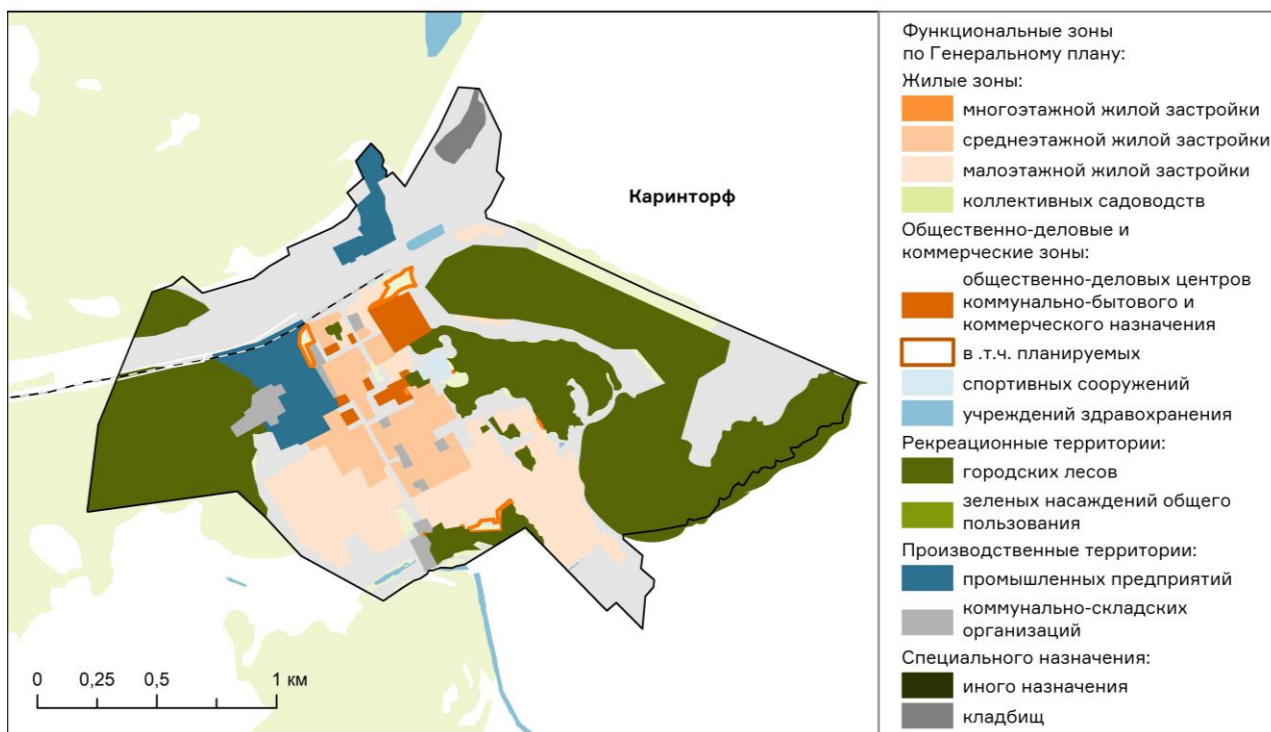 Каринторф
0 0,25 0,5 1 км
Функциональные зоны
по Генеральному плану:
Жилые зоны:
многоэтажной жилой застройки
среднеэтажной жилой застройки
малоэтажной жилой застройки
коллективных садоводств
Общественно-деловые и
коммерческие зоны:
общественно-деловых центров
коммунально-бытового и
коммерческого назначения
в .т.ч. планируемых
спортивных сооружений
учреждений здравохранения
Рекреационные территории:
городских лесов
зеленых насаждений общего
пользования
Производственные территории:
промышленных предприятий
коммунально-складских
организаций
Специального назначения:
иного назначения
кладбищ